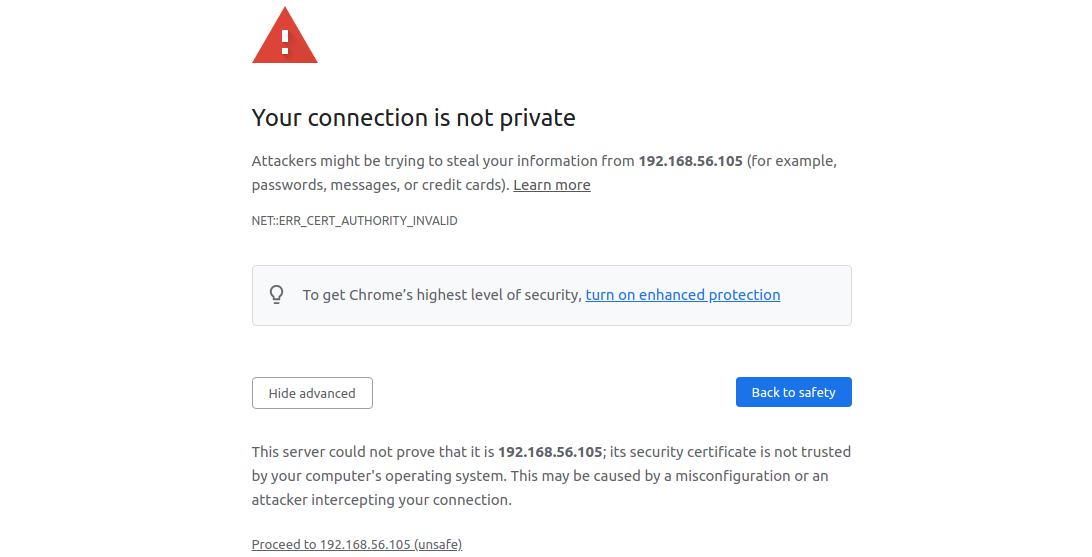 Your connection is not private
Attackers might be trying to steal your information from 192.168.56.105 (for example,
passwords, messages, or credit cards). Learn more
NET::ERR_CERT_AUTHORITY_INVALID
To get Chrome’s highest level of security, turn on enhanced protection
Hide advanced
Back to safety
This server could not prove that it is 192.168.56.105; its security certificate is not trusted
by your computer's operating system. This may be caused by a misconfiguration or an
attacker intercepting your connection.
Proceed to 192.168.56.105 (unsafe)